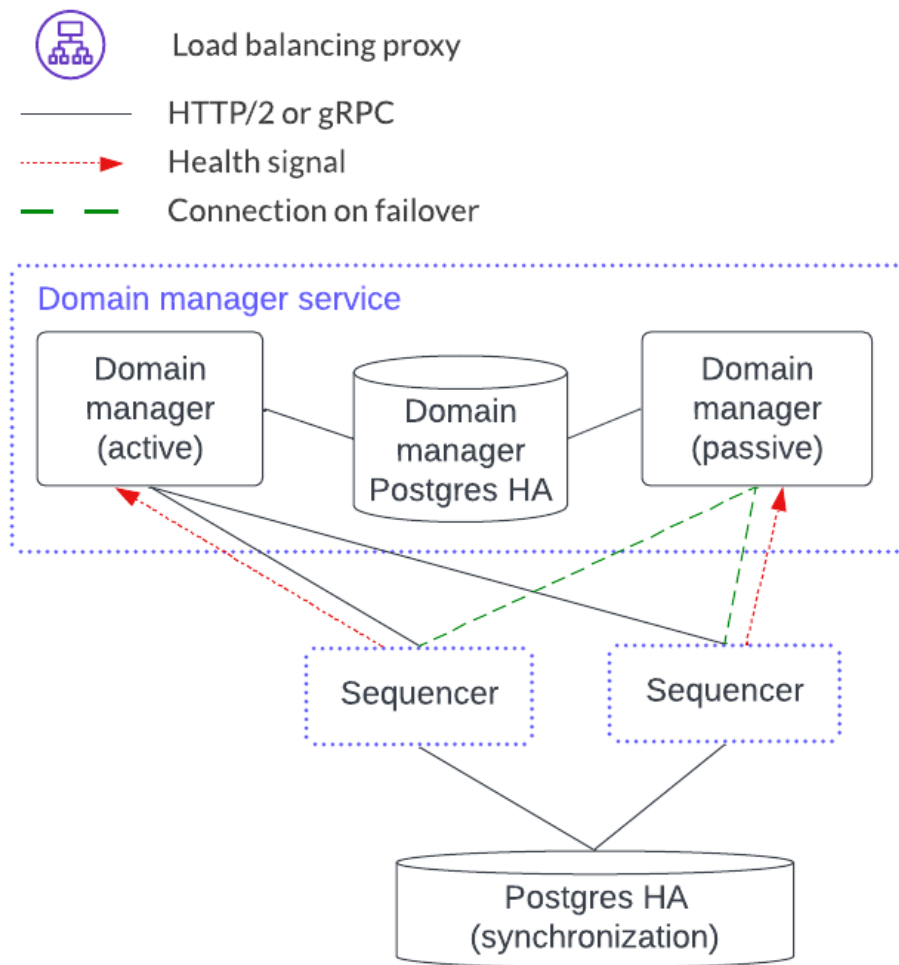 Load balancing proxy
HTTP/2 or gRPC
Health signal
Connection on failover
Domain manager service
Domain
manager
(active)
Domain
manager
Postgres HA
Domain
manager
(passive)
Sequencer
Sequencer
Postgres HA
(synchronization)